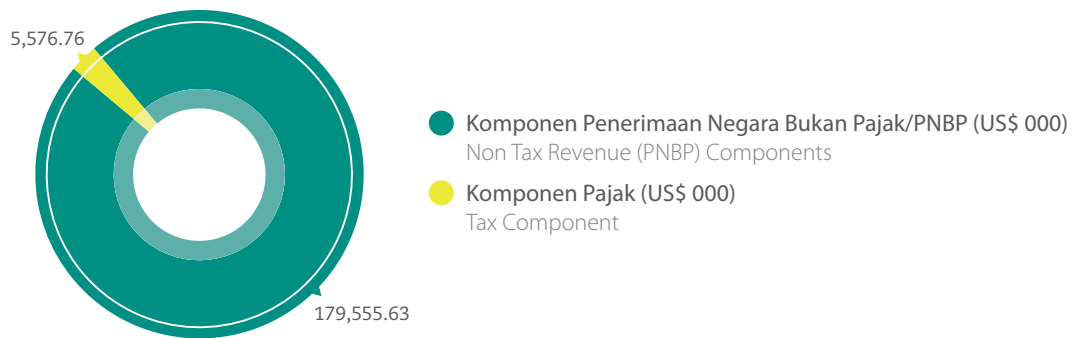 5,576.76
Komponen Penerimaan Negara Bukan Pajak/PNBP (US$ 000)
Non Tax Revenue (PNBP) Components
Komponen Pajak (US$ 000)
Tax Component
179,555.63